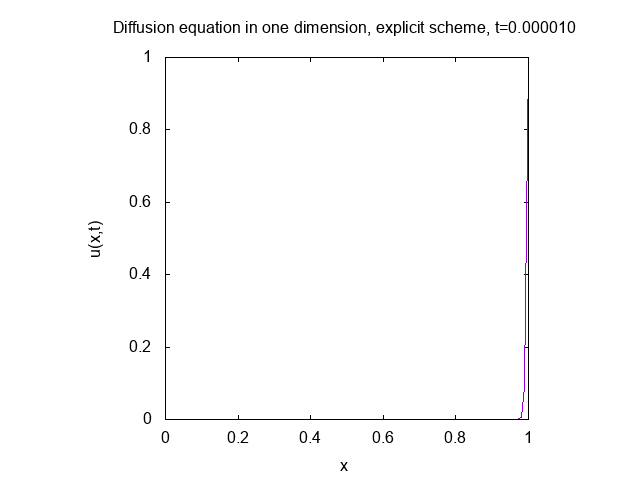 Diffusion equation in one dimension, explicit scheme, t=0.000010
1
0.8
0.6
0.4
0.2
0
u(x,t)
0 0.2 0.4 0.6 0.8 1
x